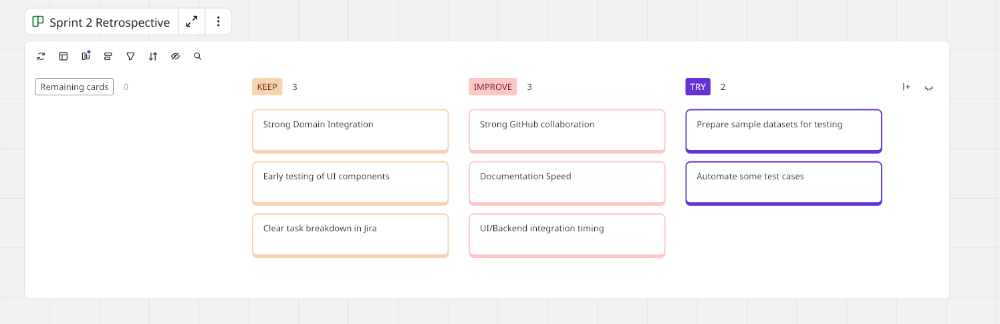 Sprint 2 Retrospective
Remaining cards 0
KEEP 3
Strong Domain Integration
Early testing of UI components
Clear task breakdown in Jira
IMPROVE 3
Strong GitHub collaboration
Documentation Speed
UI/Backend integration timing
TRY 2
Prepare sample datasets for testing
Automate some test cases